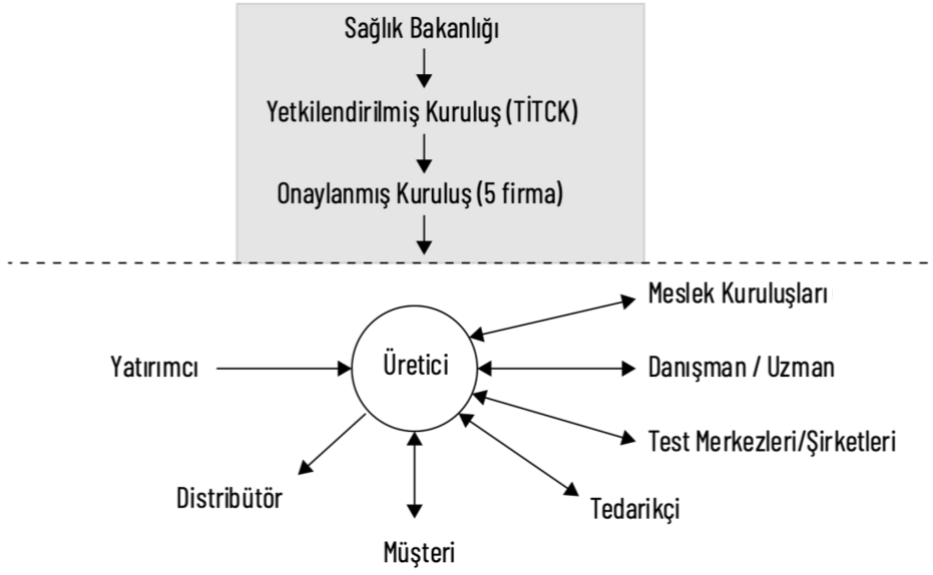 Sağlık Bakanlığı
Yetkilendirilmiş Kuruluş (TİTCK)
Onaylanmış Kuruluş (5 firma)
Meslek Kuruluşları
Yatırımcı
Üretici
Danışman / Uzman
Test Merkezleri/Şirketleri
Distribütör
Tedarikçi
Müşteri